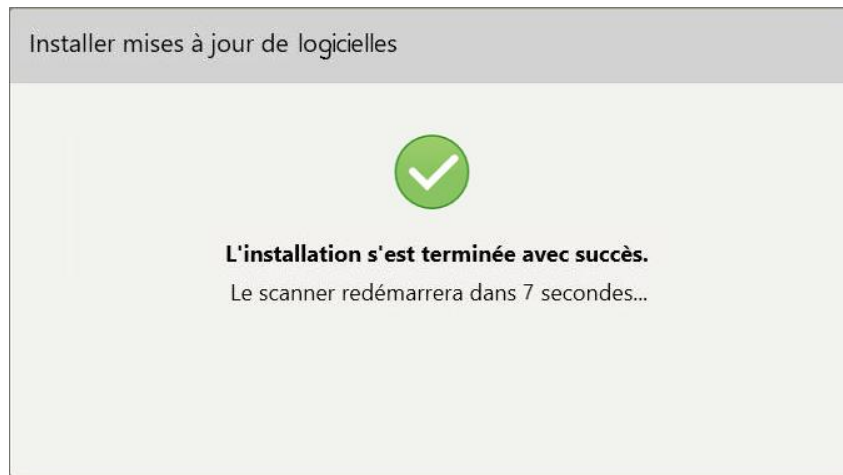 Installer mises à jour de logicielles
L'installation s'est terminée avec succès.
Le scanner redémarrera dans 7 secondes...